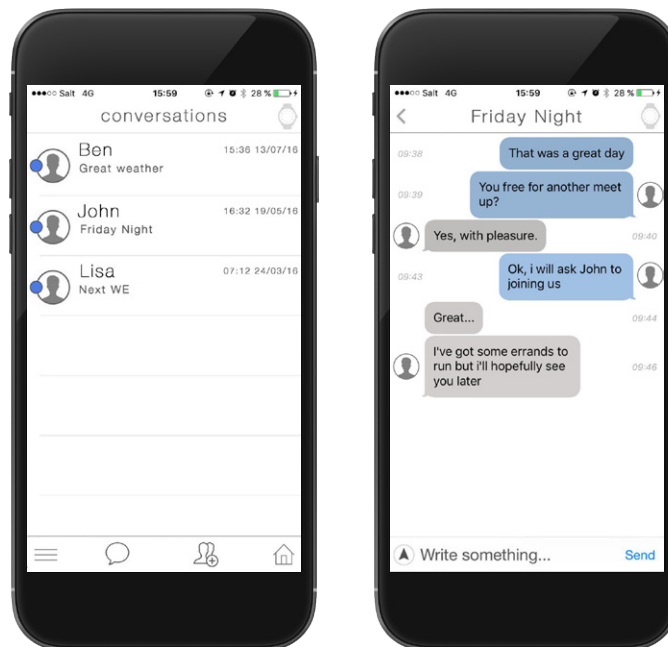 Salt 4G 15:59 28 %
conversations
Ben 15:36 13/07/16
Great weather
John 16:32 19/05/16
Friday Night
Lisa 07:12 24/03/16
Next WE
Salt 4G 15:59 28 %
Friday Night
09:38 That was a great day
09:39 You free for another meet
up?
Yes, with pleasure. 09:40
09:43 Ok, i will ask John to
joining us
Great... 09:44
I've got some errands to
run but i'll hopefully see
you later 09:46
Write something... Send